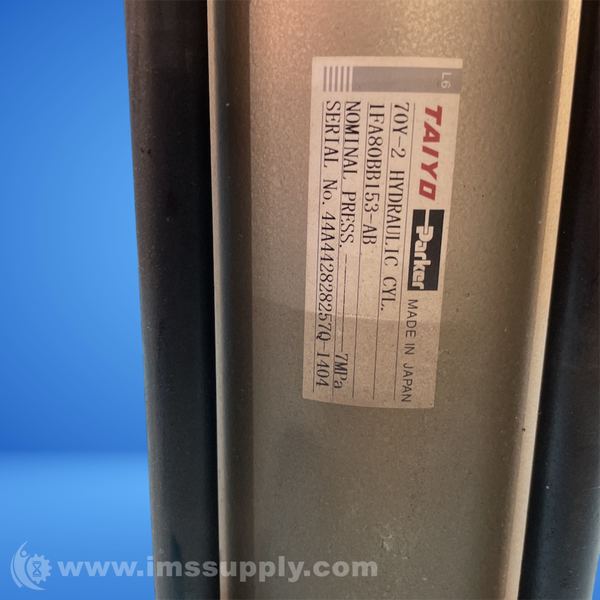 L6
TAIYO Parker MADE IN JAPAN
70Y-2 HYDRAULIC CYL.
1FA80BB153-AB
NOMINAL PRESS. 7MPa
SERIAL No. 44A442828257Q-1404
www.imssupply.com